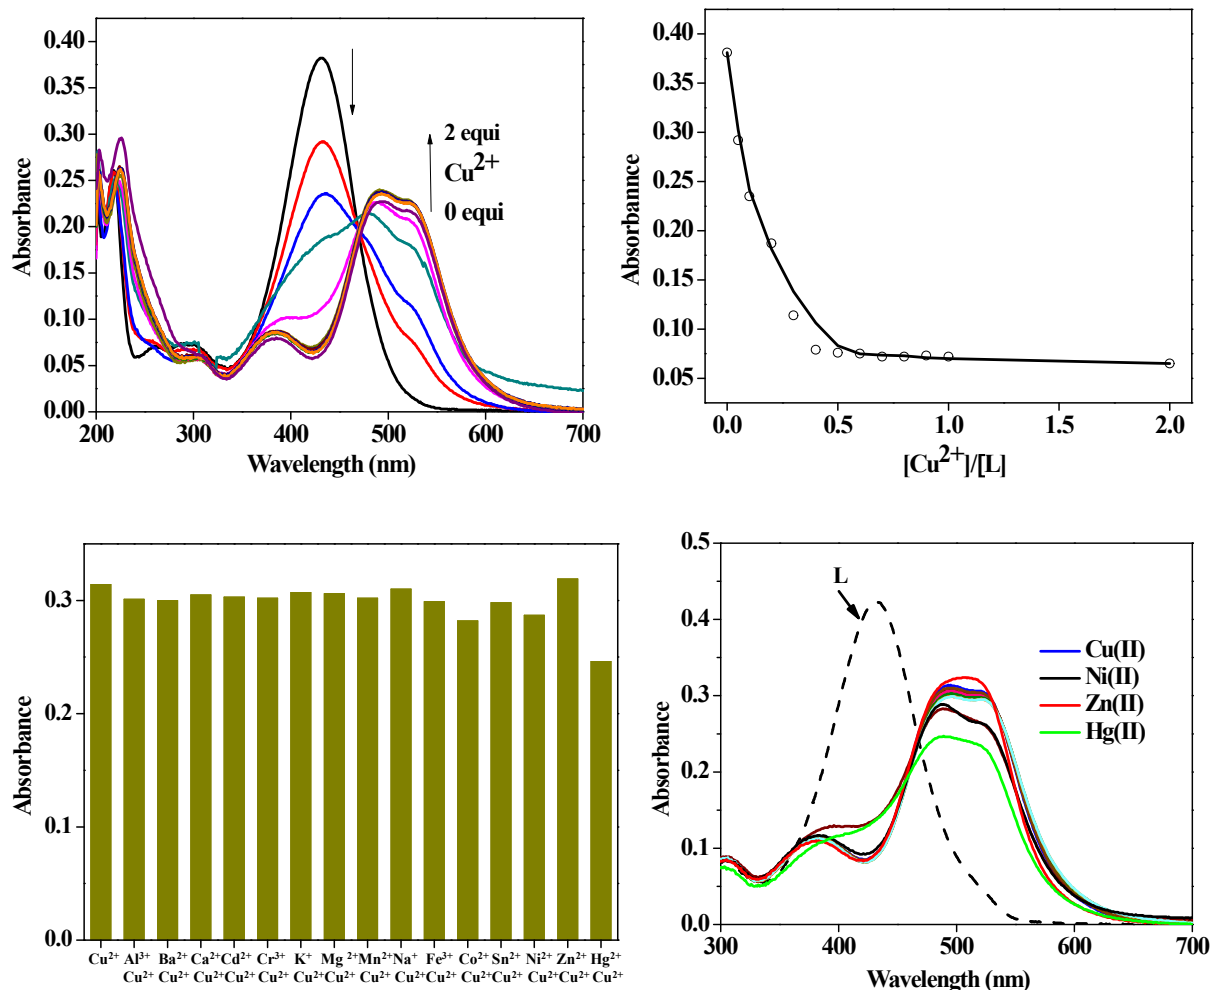 0.40
0.35
0.30
0.25
0.20
0.15
0.10
0.05
0.00
Absorbance
2 equi
Cu²⁺
0 equi
200 300 400 500 600 700
Wavelength (nm)
0.40
0.35
0.30
0.25
0.20
0.15
0.10
0.05
Absorbannce
0.0 0.5 1.0 1.5 2.0
[Cu²⁺]/[L]
0.3
0.2
0.1
0.0
Absorbance
Cu²⁺ Al³⁺ Ba²⁺ Ca²⁺ Cd²⁺ Cr³⁺ K⁺ Mg ²⁺ Mn²⁺ Na⁺ Fe³⁺ Co²⁺ Sn²⁺ Ni²⁺ Zn²⁺ Hg²⁺
Cu²⁺ Cu²⁺ Cu²⁺ Cu²⁺ Cu²⁺ Cu²⁺ Cu²⁺ Cu²⁺ Cu²⁺ Cu²⁺ Cu²⁺ Cu²⁺ Cu²⁺ Cu²⁺ Cu²⁺
0.5
0.4
0.3
0.2
0.1
0.0
Absorbance
L
Cu(II)
Ni(II)
Zn(II)
Hg(II)
300 400 500 600 700
Wavelength (nm)